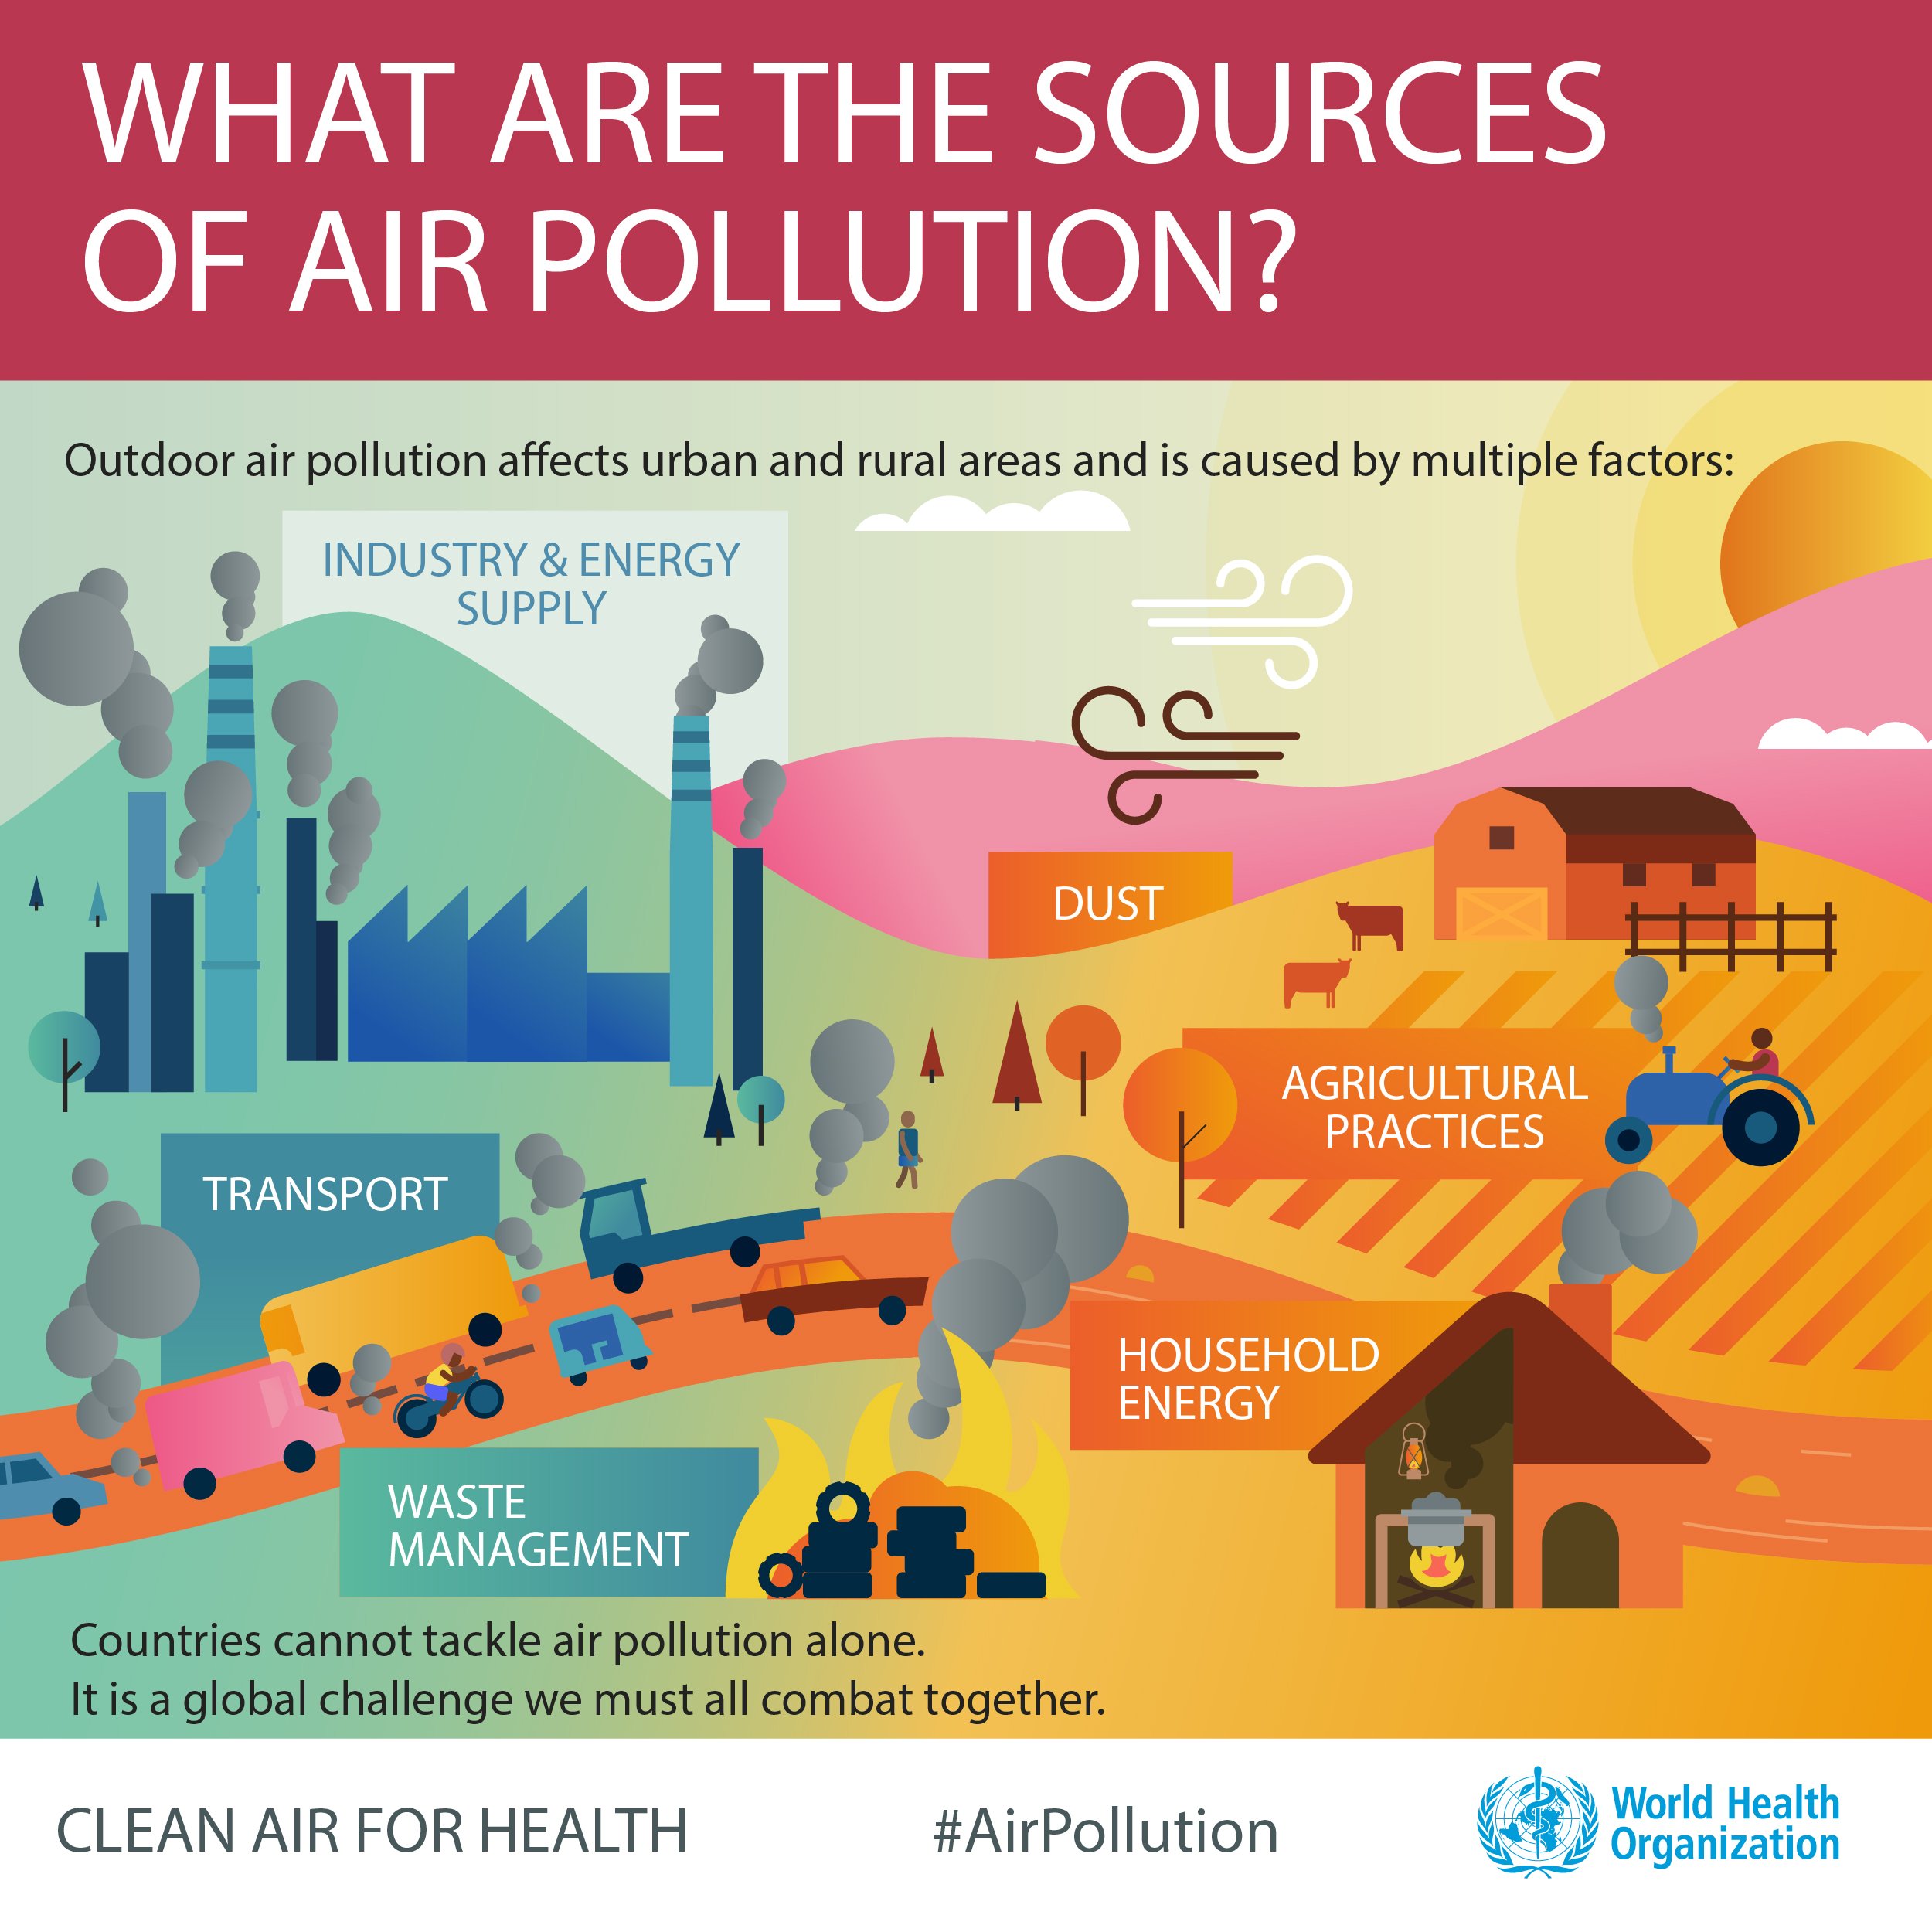 WHAT ARE THE SOURCES
OF AIR POLLUTION?
Outdoor air pollution affects urban and rural areas and is caused by multiple factors:
INDUSTRY & ENERGY
SUPPLY
DUST
AGRICULTURAL
PRACTICES
TRANSPORT
HOUSEHOLD
ENERGY
WASTE
MANAGEMENT
Countries cannot tackle air pollution alone.
It is a global challenge we must all combat together.
CLEAN AIR FOR HEALTH
#AirPollution
World Health
Organization